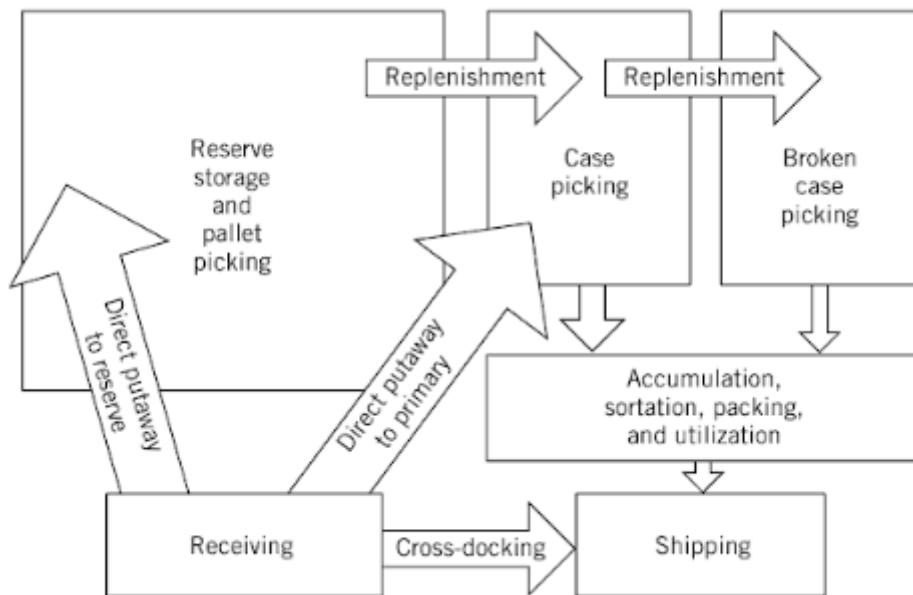 Replenishment
Replenishment
Reserve
storage
and
pallet
picking
Case
picking
Broken
case
picking
Direct putaway
to reserve
Direct putaway
to primary
Accumulation,
sortation, packing,
and utilization
Receiving
Cross-docking
Shipping